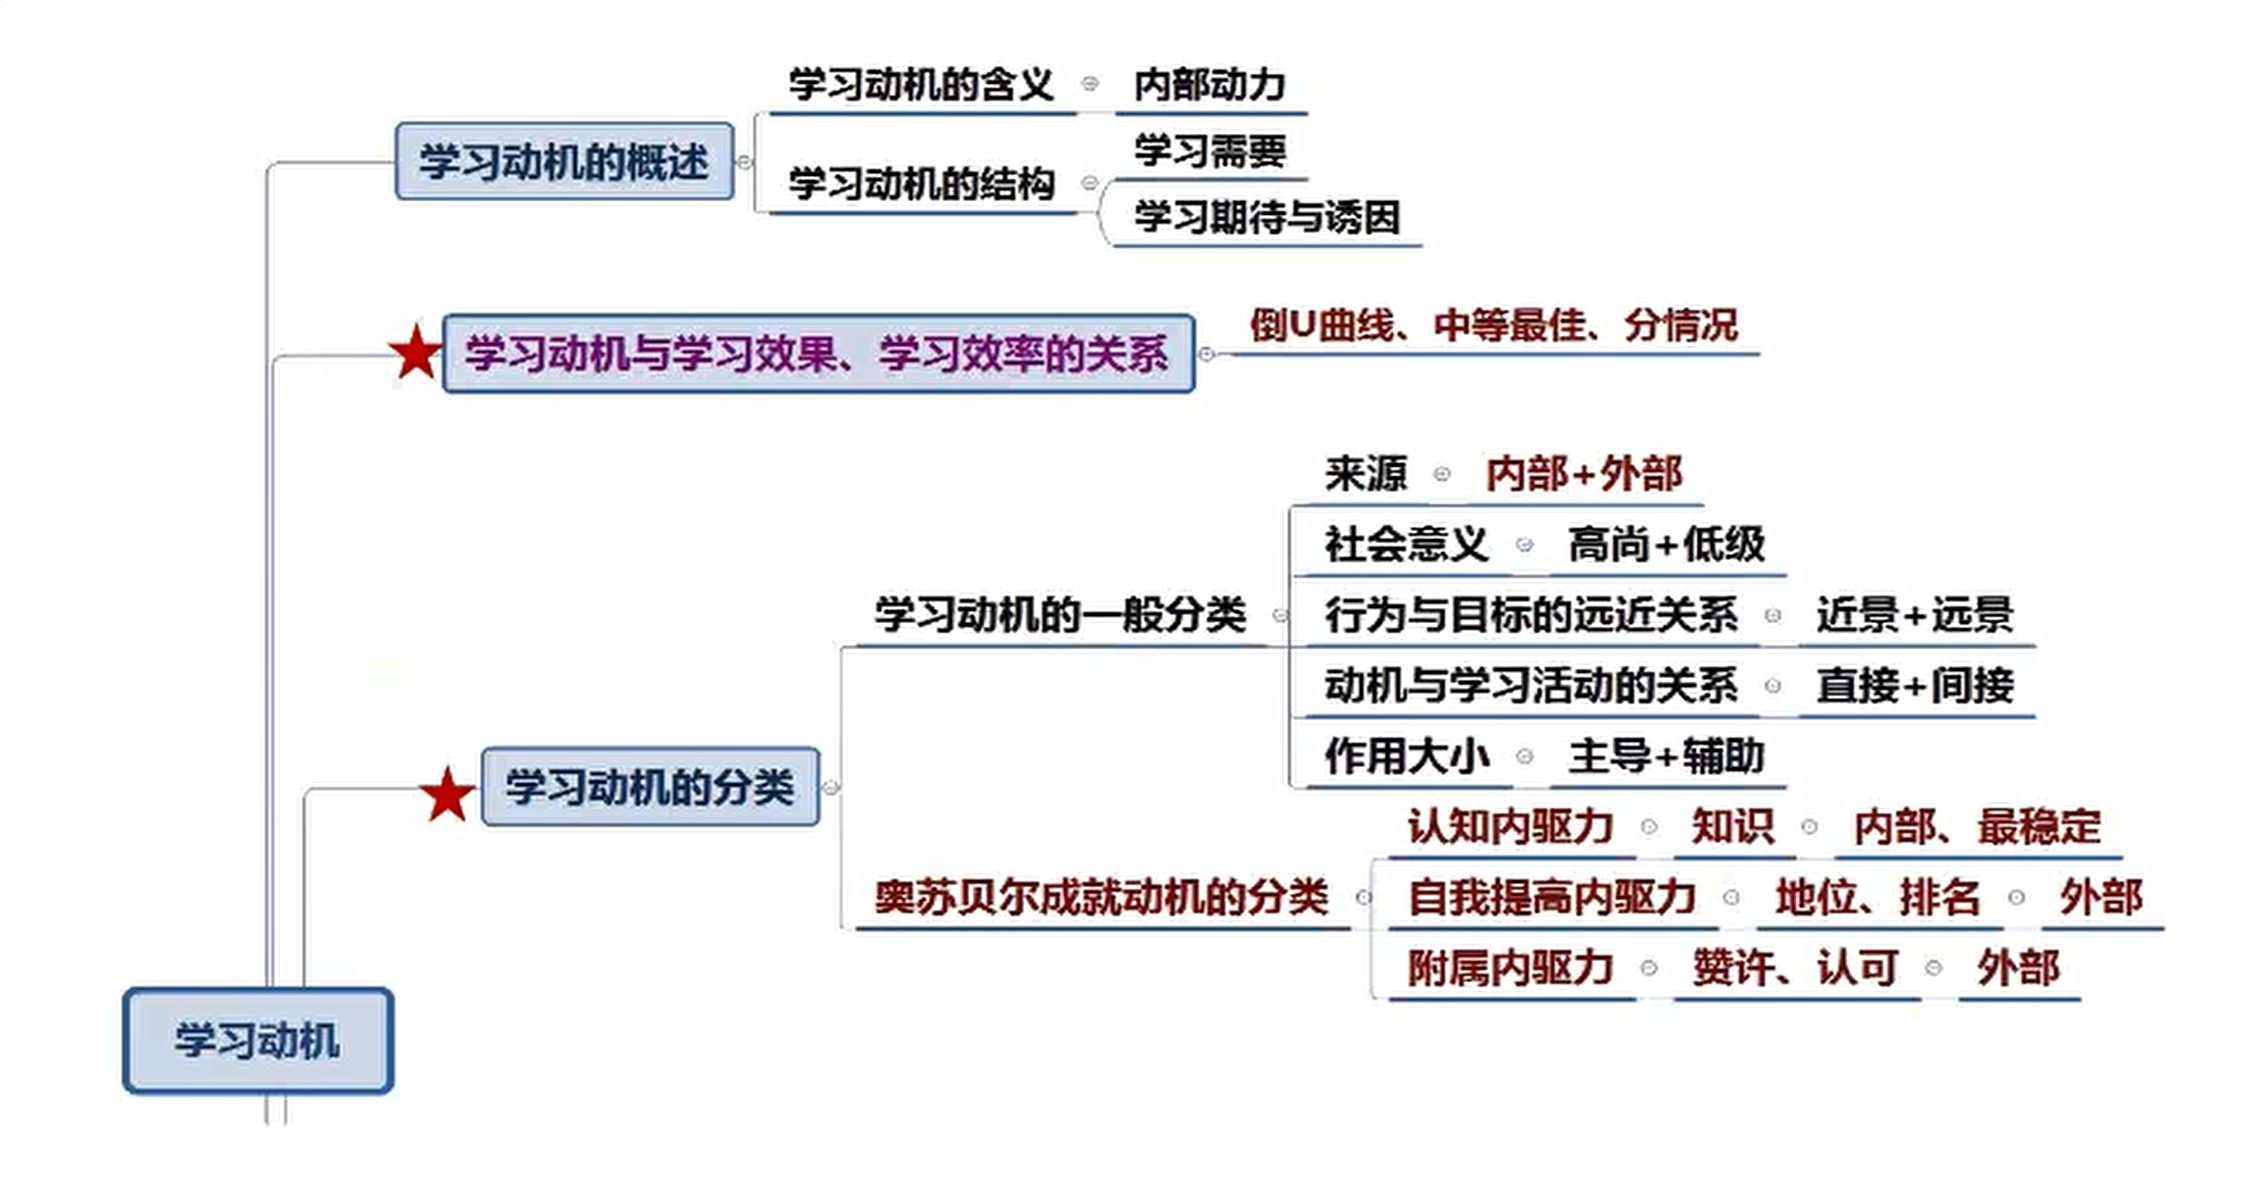 学习动机的含义 内部动力
学习动机的概述
学习动机的结构
学习需要
学习期待与诱因
学习动机与学习效果、学习效率的关系
倒U曲线、中等最佳、分情况
来源 内部+外部
社会意义 高尚+低级
学习动机的一般分类
行为与目标的远近关系 近景+远景
动机与学习活动的关系 直接+间接
作用大小 主导+辅助
学习动机的分类
认知内驱力 知识 内部、最稳定
奥苏贝尔成就动机的分类
自我提高内驱力 地位、排名 外部
附属内驱力 赞许、认可 外部
学习动机